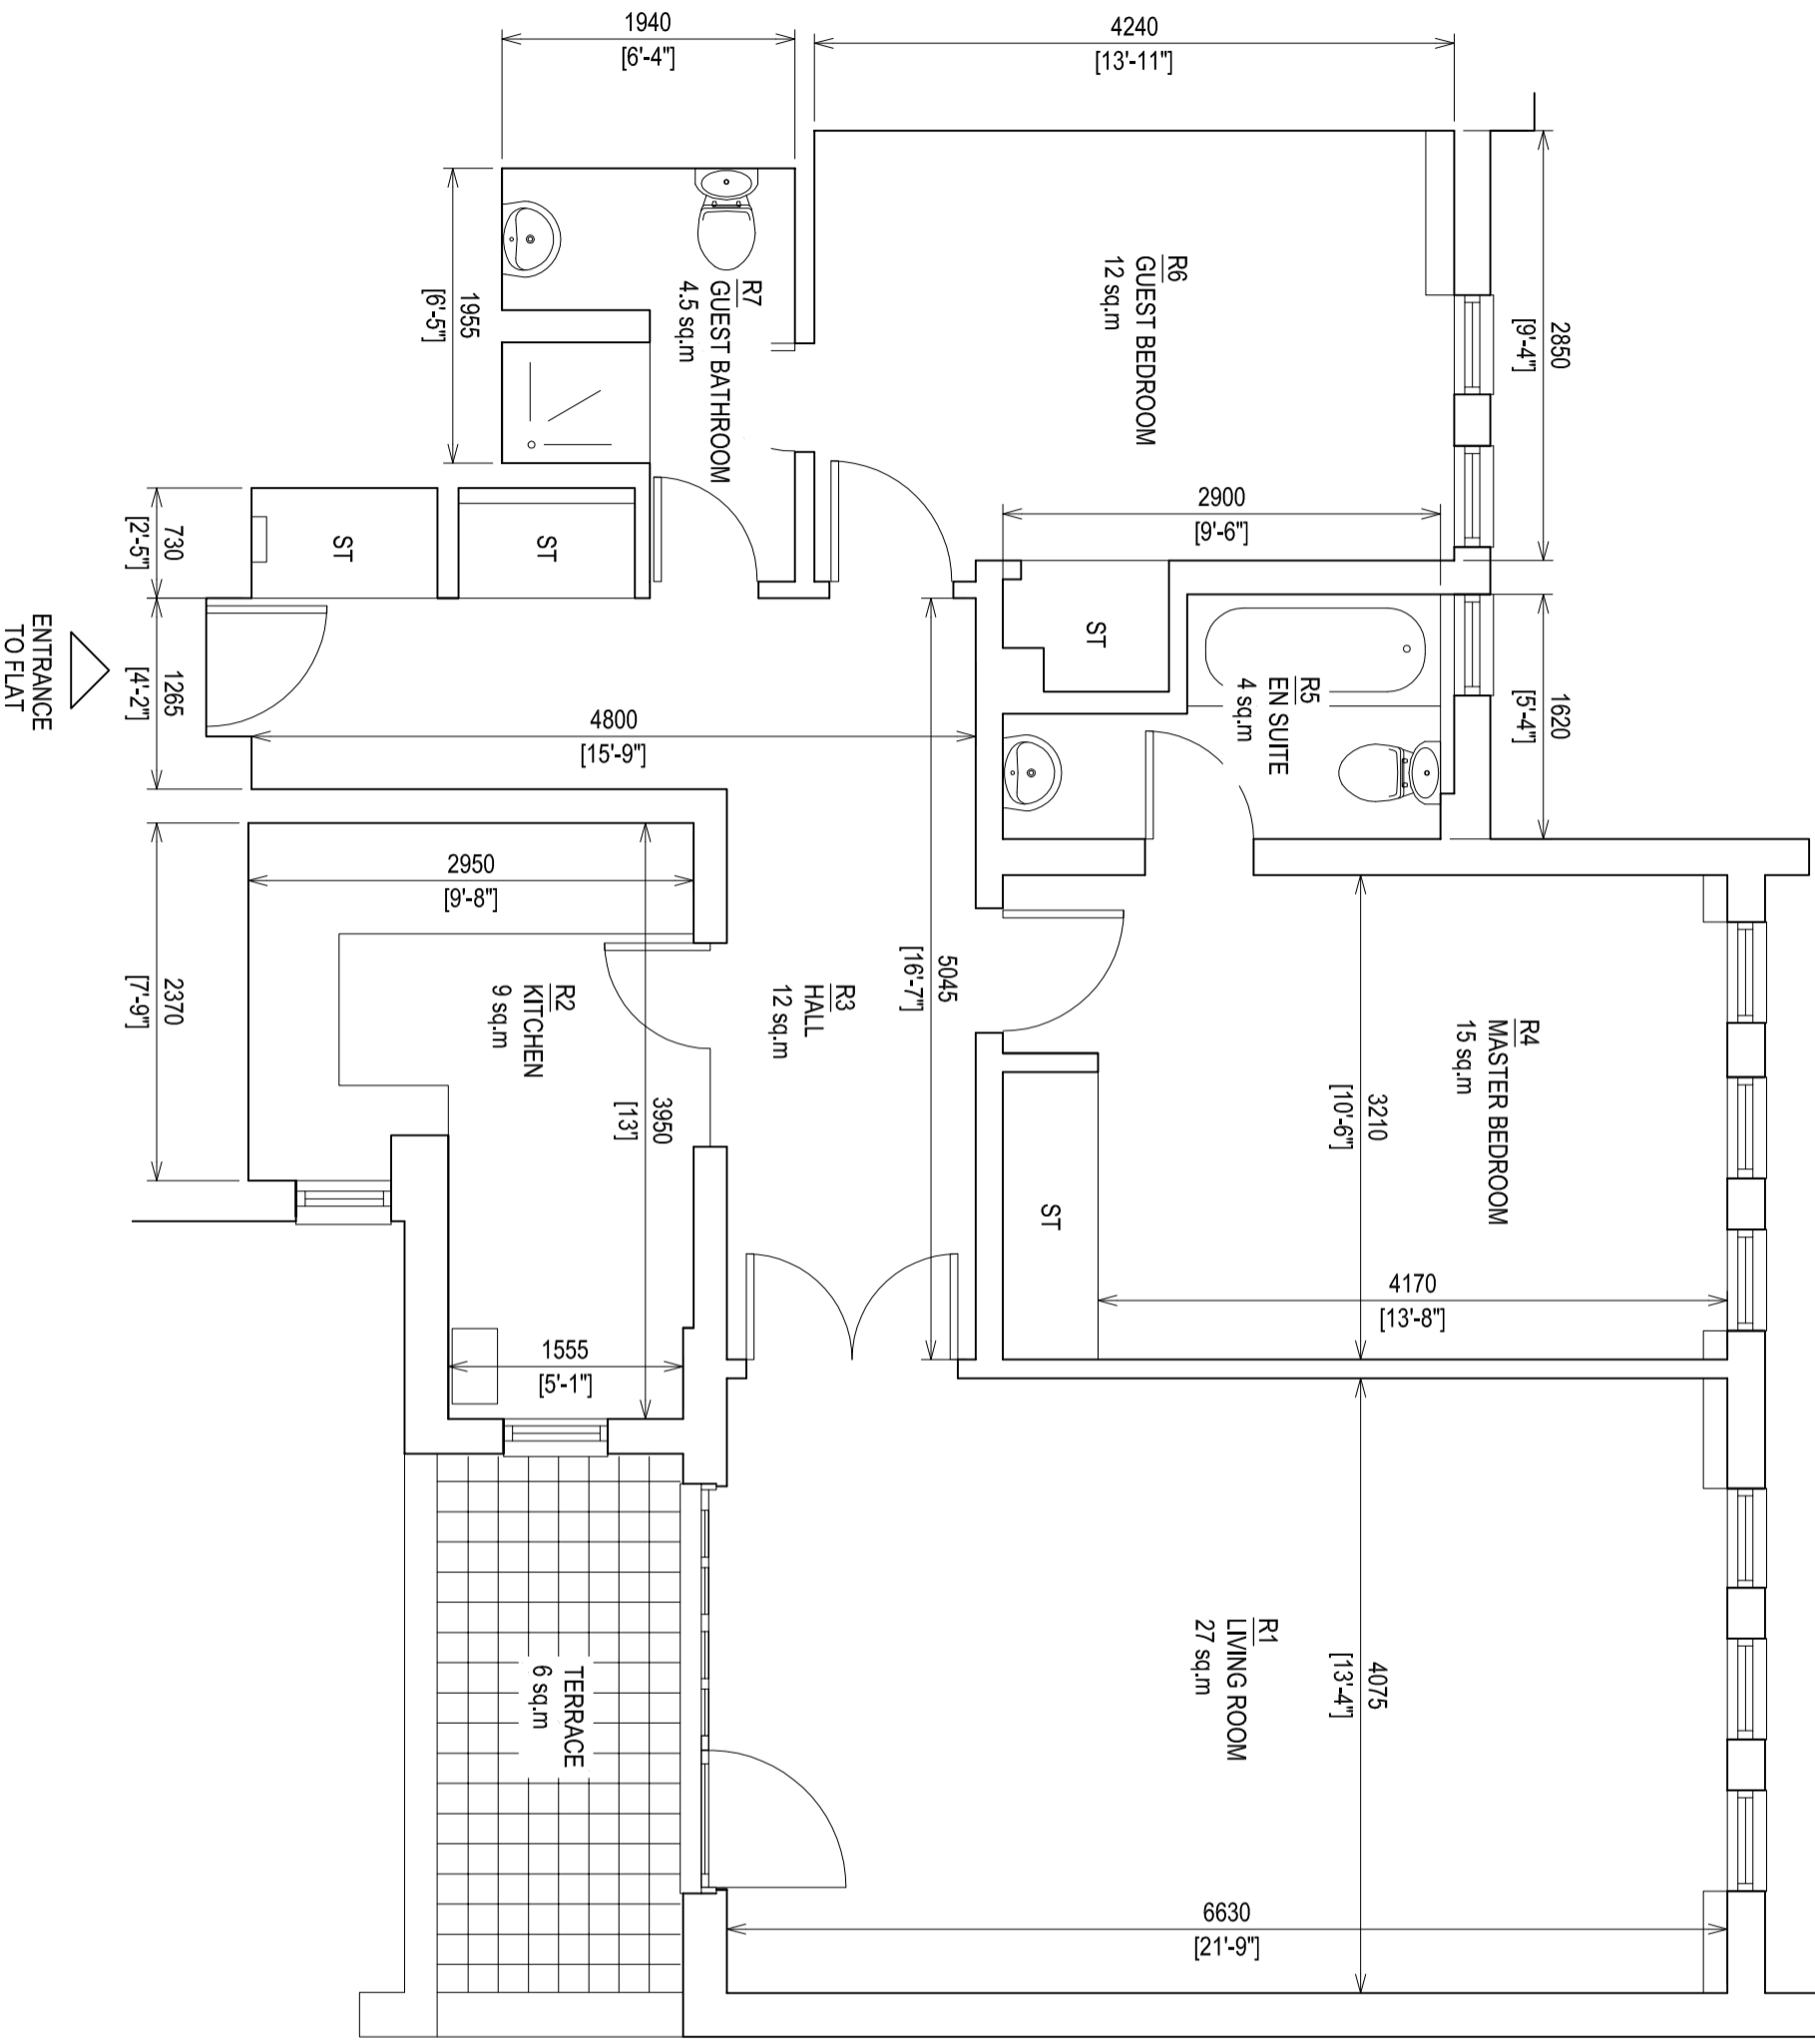 1940
[6'-4"]
4240
[13'-11"]
2850
[9'-4"]
R6
GUEST BEDROOM
12 sq.m
R7
GUEST BATHROOM
4.5 sq.m
1955
[6'-5"]
2900
[9'-6"]
730
[2'-5"]
ST
ST
ST
ENTRANCE
TO FLAT
1265
[4'-2"]
4800
[15'-9"]
R5
EN SUITE
4 sq.m
1620
[5'-4"]
2950
[9'-8"]
2370
[7'-9"]
R2
KITCHEN
9 sq.m
3950
[13']
R3
HALL
12 sq.m
5045
[16'-7"]
R4
MASTER BEDROOM
15 sq.m
3210
[10'-6"]
ST
4170
[13'-8"]
1555
[5'-1"]
TERRACE
6 sq.m
R1
LIVING ROOM
27 sq.m
4075
[13'-4"]
6630
[21'-9"]